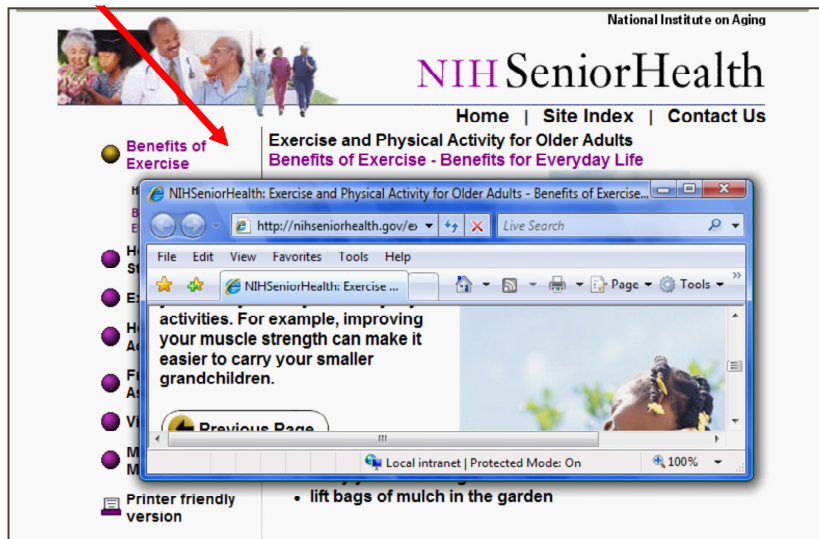 National Institute on Aging
NIHSeniorHealth
Home | Site Index | Contact Us
Benefits of
Exercise
Exercise and Physical Activity for Older Adults
Benefits of Exercise - Benefits for Everyday Life
NIHSeniorHealth: Exercise and Physical Activity for Older Adults - Benefits of Exercise...
http://nihseniorhealth.gov/ex
Live Search
File Edit View Favorites Tools Help
NIHSeniorHealth: Exercise ...
Page Tools
activities. For example, improving
your muscle strength can make it
easier to carry your smaller
grandchildren.
Previous Page
Local intranet | Protected Mode: On
100%
lift bags of mulch in the garden
Printer friendly
version